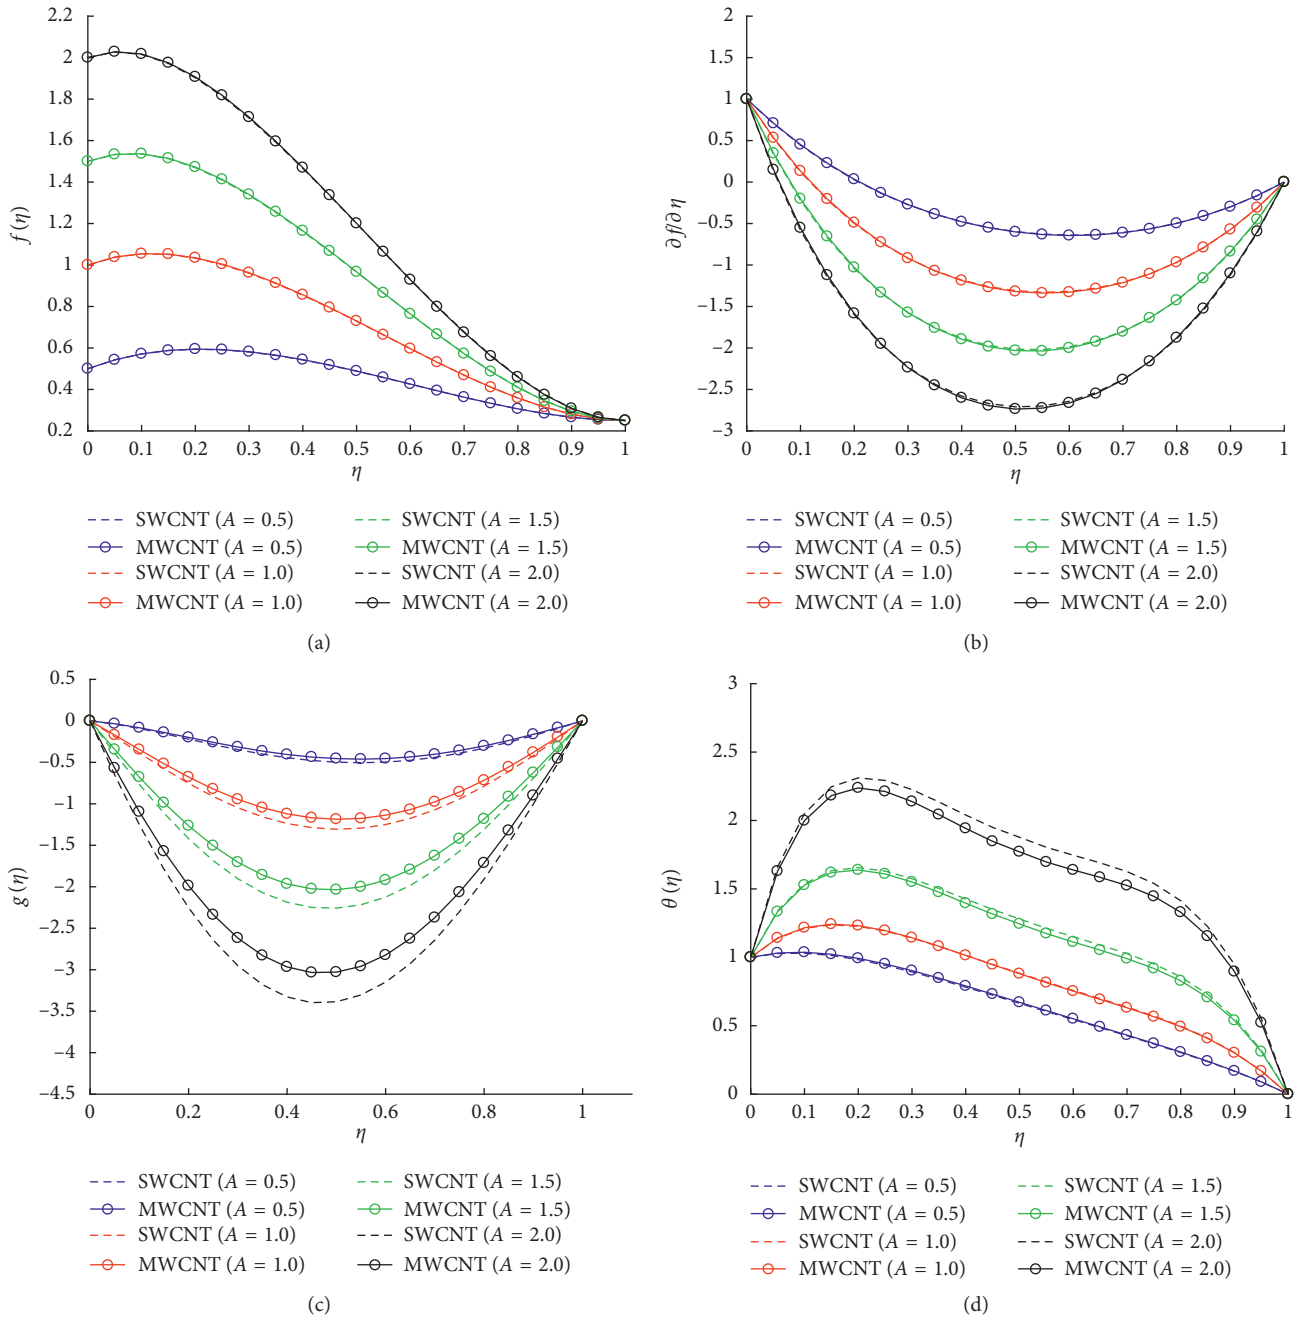 2.2
2
1.8
1.6
1.4
1.2
1
0.8
0.6
0.4
0.2
f (η)
0 0.1 0.2 0.3 0.4 0.5 0.6 0.7 0.8 0.9 1
η
SWCNT (A = 0.5)
MWCNT (A = 0.5)
SWCNT (A = 1.0)
MWCNT (A = 1.0)
SWCNT (A = 1.5)
MWCNT (A = 1.5)
SWCNT (A = 2.0)
MWCNT (A = 2.0)
(a)
2
1.5
1
0.5
0
−0.5
−1
−1.5
−2
−2.5
−3
∂f/∂η
0 0.1 0.2 0.3 0.4 0.5 0.6 0.7 0.8 0.9 1
η
SWCNT (A = 0.5)
MWCNT (A = 0.5)
SWCNT (A = 1.0)
MWCNT (A = 1.0)
SWCNT (A = 1.5)
MWCNT (A = 1.5)
SWCNT (A = 2.0)
MWCNT (A = 2.0)
(b)
0.5
0
−0.5
−1
−1.5
−2
−2.5
−3
−3.5
−4
−4.5
g (η)
0 0.2 0.4 0.6 0.8 1
η
SWCNT (A = 0.5)
MWCNT (A = 0.5)
SWCNT (A = 1.0)
MWCNT (A = 1.0)
SWCNT (A = 1.5)
MWCNT (A = 1.5)
SWCNT (A = 2.0)
MWCNT (A = 2.0)
(c)
3
2.5
2
1.5
1
0.5
0
θ (η)
0 0.1 0.2 0.3 0.4 0.5 0.6 0.7 0.8 0.9 1
η
SWCNT (A = 0.5)
MWCNT (A = 0.5)
SWCNT (A = 1.0)
MWCNT (A = 1.0)
SWCNT (A = 1.5)
MWCNT (A = 1.5)
SWCNT (A = 2.0)
MWCNT (A = 2.0)
(d)